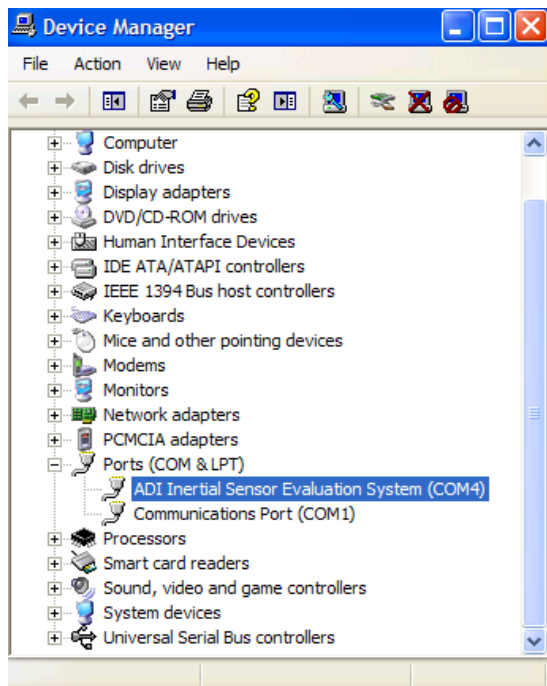 Device Manager
File Action View Help
Computer
Disk drives
Display adapters
DVD/CD-ROM drives
Human Interface Devices
IDE ATA/ATAPI controllers
IEEE 1394 Bus host controllers
Keyboards
Mice and other pointing devices
Modems
Monitors
Network adapters
PCMCIA adapters
Ports (COM & LPT)
ADI Inertial Sensor Evaluation System (COM4)
Communications Port (COM1)
Processors
Smart card readers
Sound, video and game controllers
System devices
Universal Serial Bus controllers